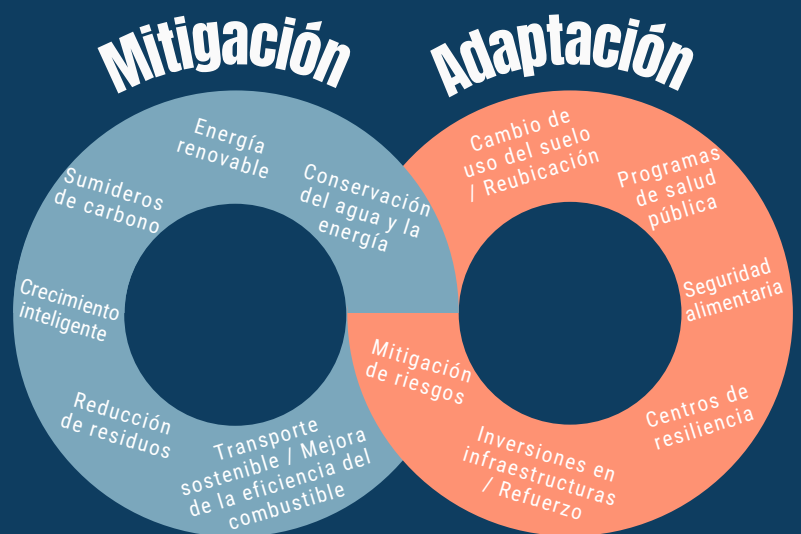 Mitigación
Adaptación
Energía
renovable
Conservación
del agua y la
energía
Sumideros
de carbono
Crecimiento
inteligente
Reducción
de residuos
Transporte
sostenible / Mejora
de la eficiencia del
combustible
Cambio de
uso del suelo
/ Reubicación
Programas
de salud
pública
Seguridad
alimentaria
Centros de
resiliencia
Inversiones en
infraestructuras
/ Refuerzo
Mitigación
de riesgos